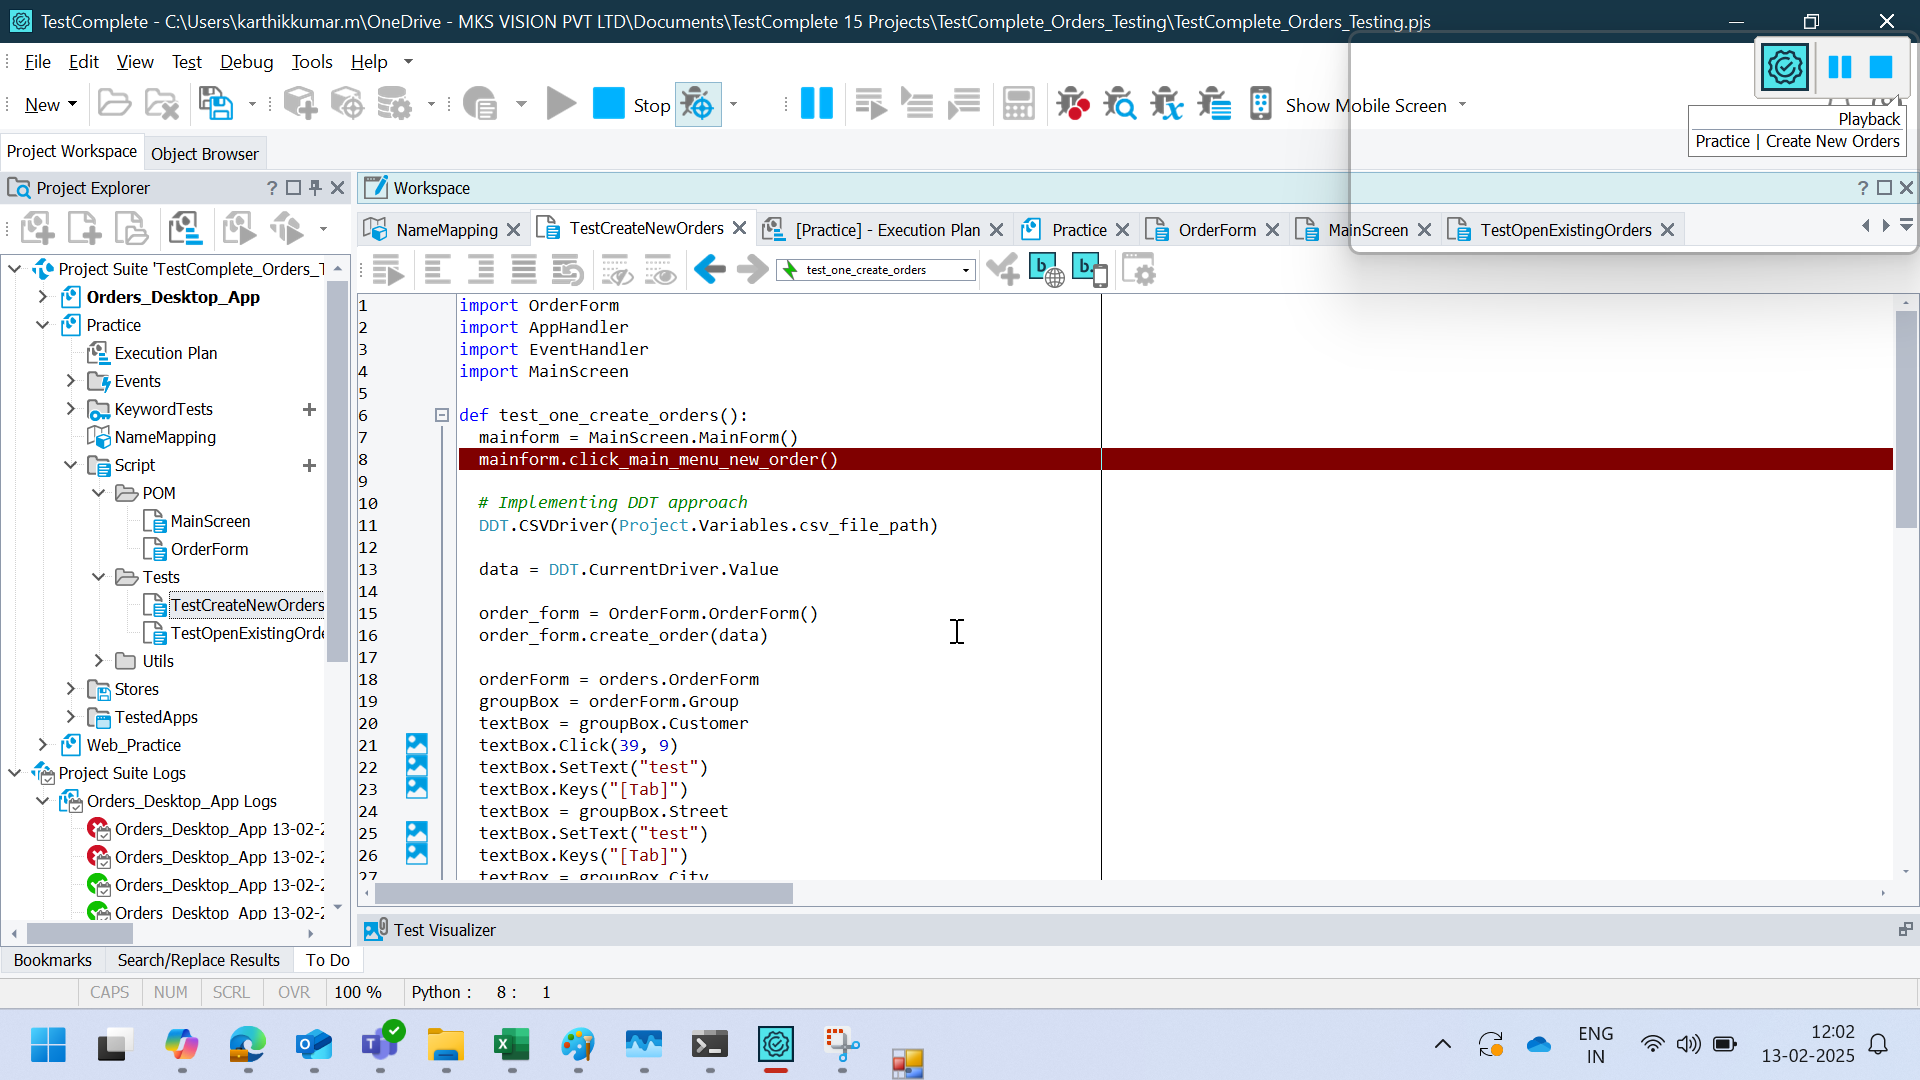 TestComplete - C:\Users\karthikkumar.m\OneDrive - MKS VISION PVT LTD\Documents\TestComplete 15 Projects\TestComplete_Orders_Testing\TestComplete_Orders_Testing.pjs
File Edit View Test Debug Tools Help
New Stop Show Mobile Screen
Playback
Practice | Create New Orders
Project Workspace Object Browser
Project Explorer
Workspace
NameMapping TestCreateNewOrders [Practice] - Execution Plan Practice OrderForm MainScreen TestOpenExistingOrders
test_one_create_orders
Project Suite 'TestComplete_Orders_T
Orders_Desktop_App
Practice
Execution Plan
Events
KeywordTests
NameMapping
Script
POM
MainScreen
OrderForm
Tests
TestCreateNewOrders
TestOpenExistingOrde
Utils
Stores
TestedApps
Web_Practice
Project Suite Logs
Orders_Desktop_App Logs
Orders_Desktop_App 13-02-2
Orders_Desktop_App 13-02-2
Orders_Desktop_App 13-02-2
Orders_Desktop_App 13-02-2
1 import OrderForm
2 import AppHandler
3 import EventHandler
4 import MainScreen
5
6 def test_one_create_orders():
7 mainform = MainScreen.MainForm()
8 mainform.click_main_menu_new_order()
9
10 # Implementing DDT approach
11 DDT.CSVDriver(Project.Variables.csv_file_path)
12
13 data = DDT.CurrentDriver.Value
14
15 order_form = OrderForm.OrderForm()
16 order_form.create_order(data)
17
18 orderForm = orders.OrderForm
19 groupBox = orderForm.Group
20 textBox = groupBox.Customer
21 textBox.Click(39, 9)
22 textBox.SetText("test")
23 textBox.Keys("[Tab]")
24 textBox = groupBox.Street
25 textBox.SetText("test")
26 textBox.Keys("[Tab]")
27 textBox = groupBox.City
Test Visualizer
Bookmarks Search/Replace Results To Do
CAPS NUM SCRL OVR 100 % Python : 8 : 1
ENG
IN
12:02
13-02-2025